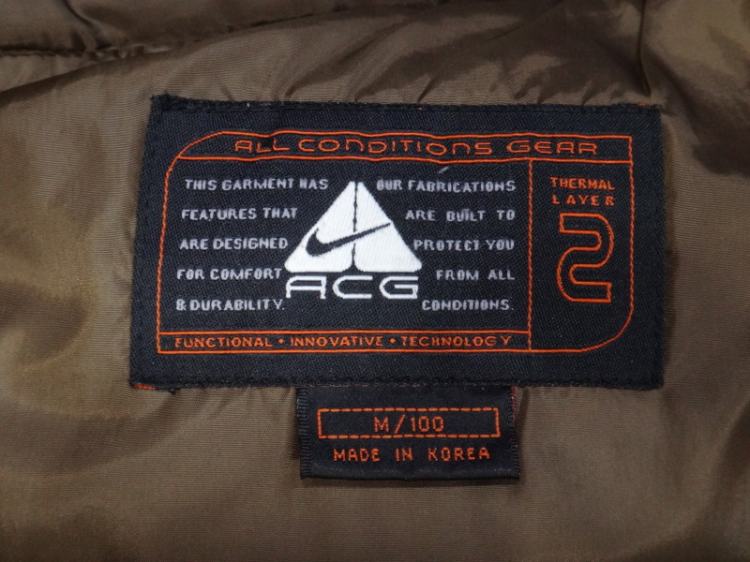 ALL CONDITIONS GEAR
THIS GARMENT HAS
FEATURES THAT
ARE DESIGNED
FOR COMFORT
& DURABILITY.
ACG
OUR FABRICATIONS
ARE BUILT TO
PROTECT YOU
FROM ALL
CONDITIONS.
THERMAL
LAYER
2
FUNCTIONAL • INNOVATIVE • TECHNOLOGY
M/100
MADE IN KOREA